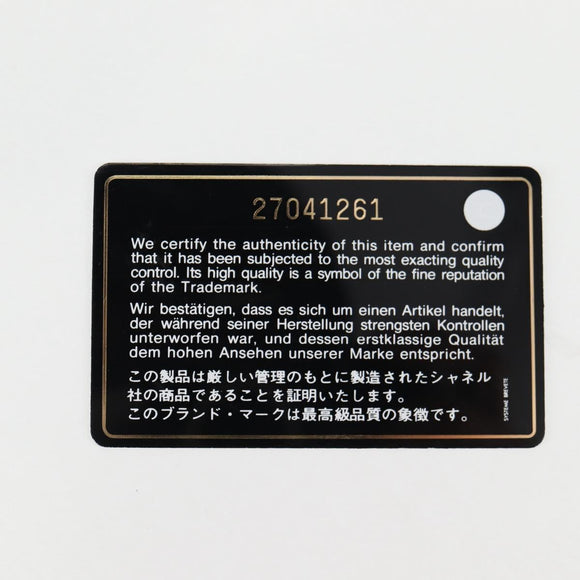 27041261
We certify the authenticity of this item and confirm
that it has been subjected to the most exacting quality
control. Its high quality is a symbol of the fine reputation
of the Trademark.
Wir bestätigen, dass es sich um einen Artikel handelt,
der während seiner Herstellung strengsten Kontrollen
unterworfen war, und dessen erstklassige Qualität
dem hohen Ansehen unserer Marke entspricht.
この製品は厳しい管理のもとに製造されたシャネル
社の商品であることを証明いたします。
このブランド・マークは最高級品質の象徴です。
SYSTEME BREVETE